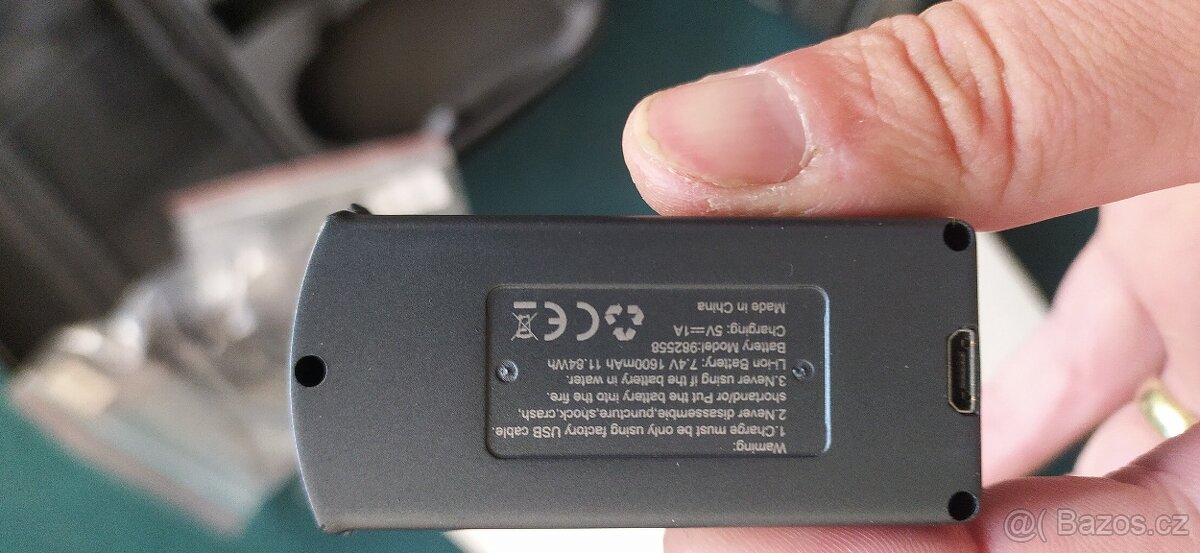 Warning:
1.Charge must be only using factory USB cable.
2.Never disassemble,puncture,shock,crash,
shortand/or Put the battery into the fire.
3.Never using if the battery in water.
Li-ion Battery: 7.4V 1600mAh 11.84Wh
Battery Model:982558
Charging: 5V⎓1A
Made in China
CE
@( Bazos.cz